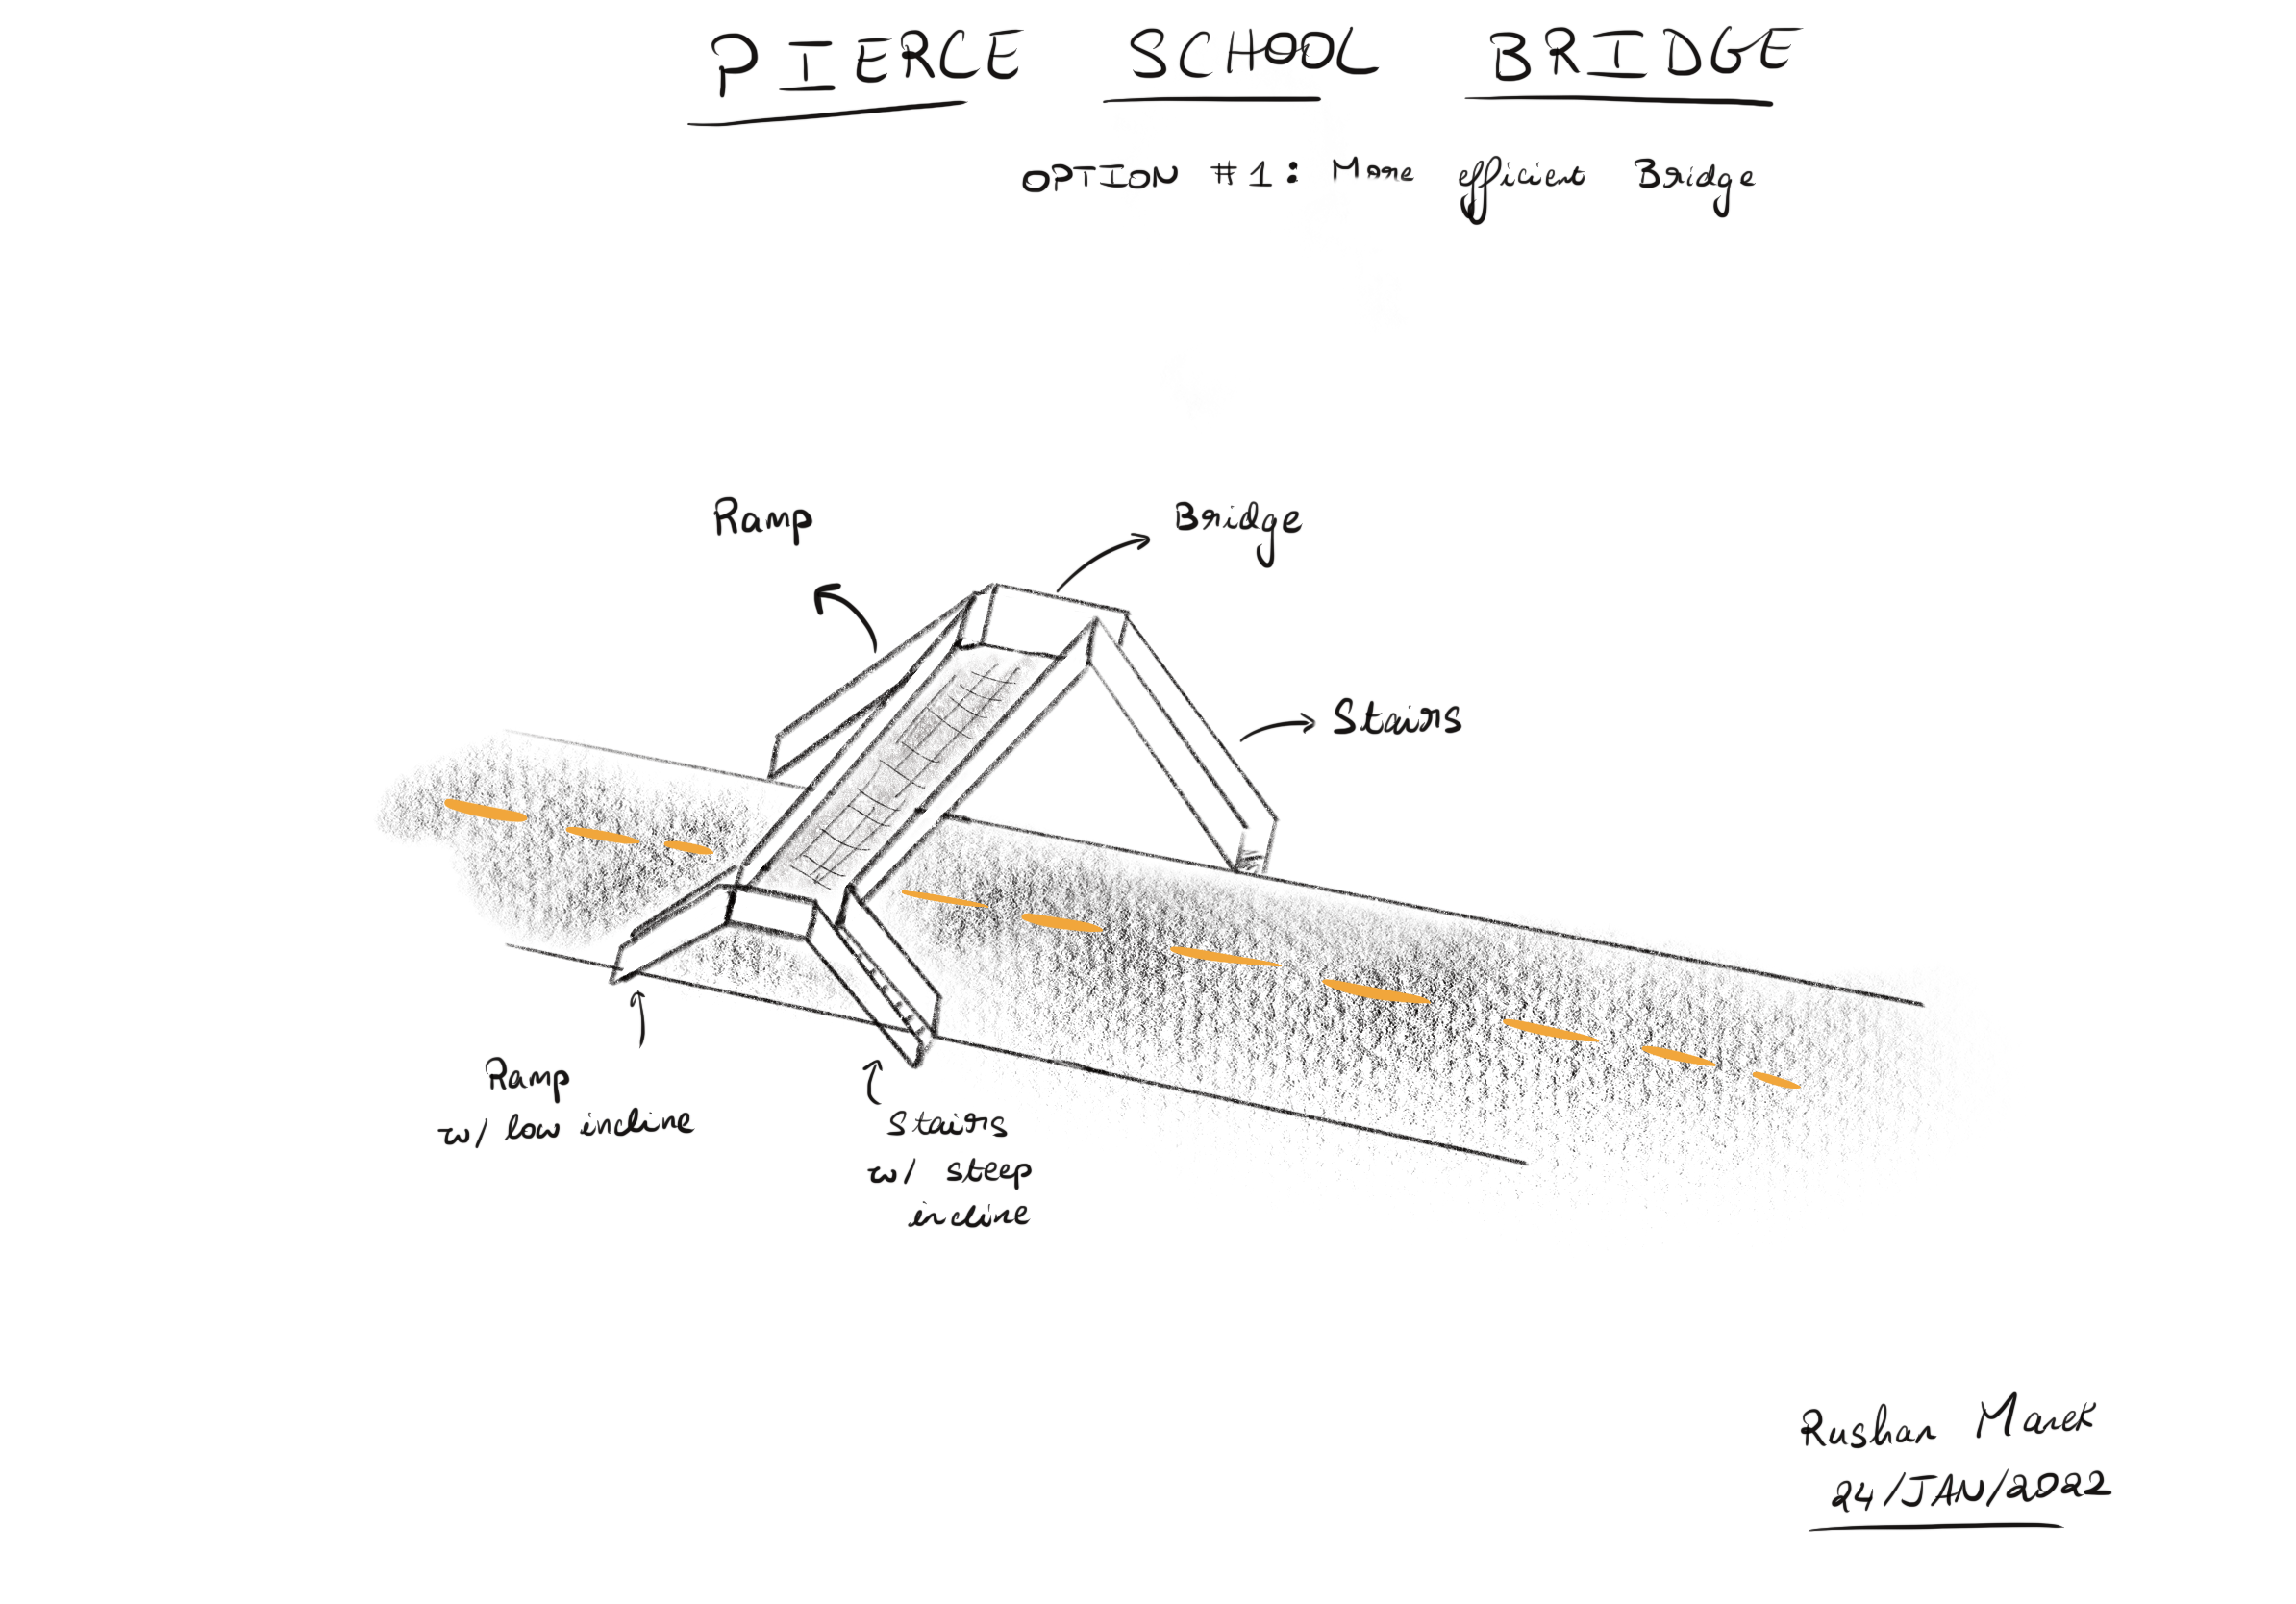 PIERCE SCHOOL BRIDGE
OPTION #1: More efficient Bridge
Ramp
Bridge
Stairs
Ramp
w/ low incline
Stairs
w/ steep
incline
Rushan Marek
24/JAN/2022